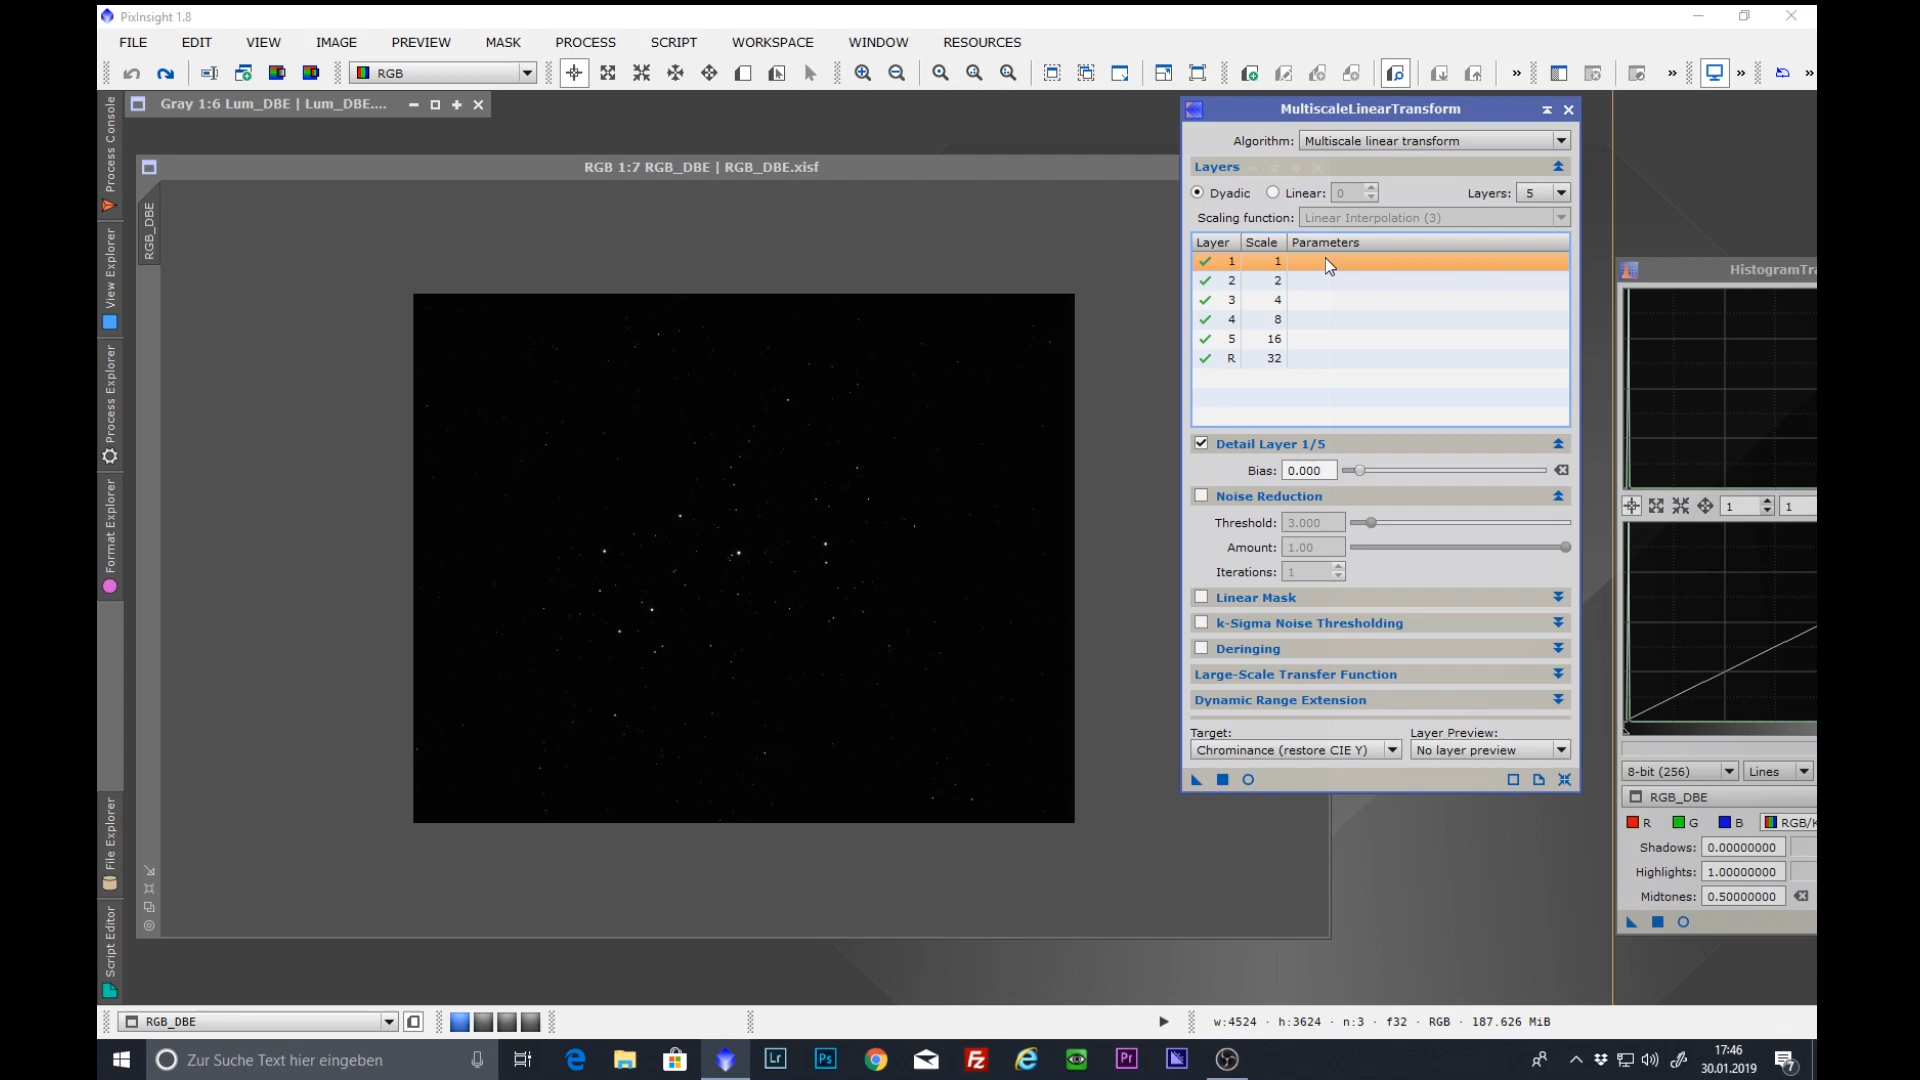 PixInsight 1.8
FILE EDIT VIEW IMAGE PREVIEW MASK PROCESS SCRIPT WORKSPACE WINDOW RESOURCES
RGB
Gray 1:6 Lum_DBE | Lum_DBE....
RGB 1:7 RGB_DBE | RGB_DBE.xisf
RGB_DBE
Process Console
View Explorer
Process Explorer
Format Explorer
File Explorer
Script Editor
MultiscaleLinearTransform
Algorithm: Multiscale linear transform
Layers
Dyadic Linear: 0 Layers: 5
Scaling function: Linear Interpolation (3)
Layer Scale Parameters
1 1
2 2
3 4
4 8
5 16
R 32
Detail Layer 1/5
Bias: 0.000
Noise Reduction
Threshold: 3.000
Amount: 1.00
Iterations: 1
Linear Mask
k-Sigma Noise Thresholding
Deringing
Large-Scale Transfer Function
Dynamic Range Extension
Target: Layer Preview:
Chrominance (restore CIE Y) No layer preview
HistogramTra
1 1
8-bit (256) Lines
RGB_DBE
R G B RGB/K
Shadows: 0.00000000
Highlights: 1.00000000
Midtones: 0.50000000
RGB_DBE
w:4524 · h:3624 · n:3 · f32 · RGB · 187.626 MiB
Zur Suche Text hier eingeben
Lr Ps Fz Pr
17:46
30.01.2019
7